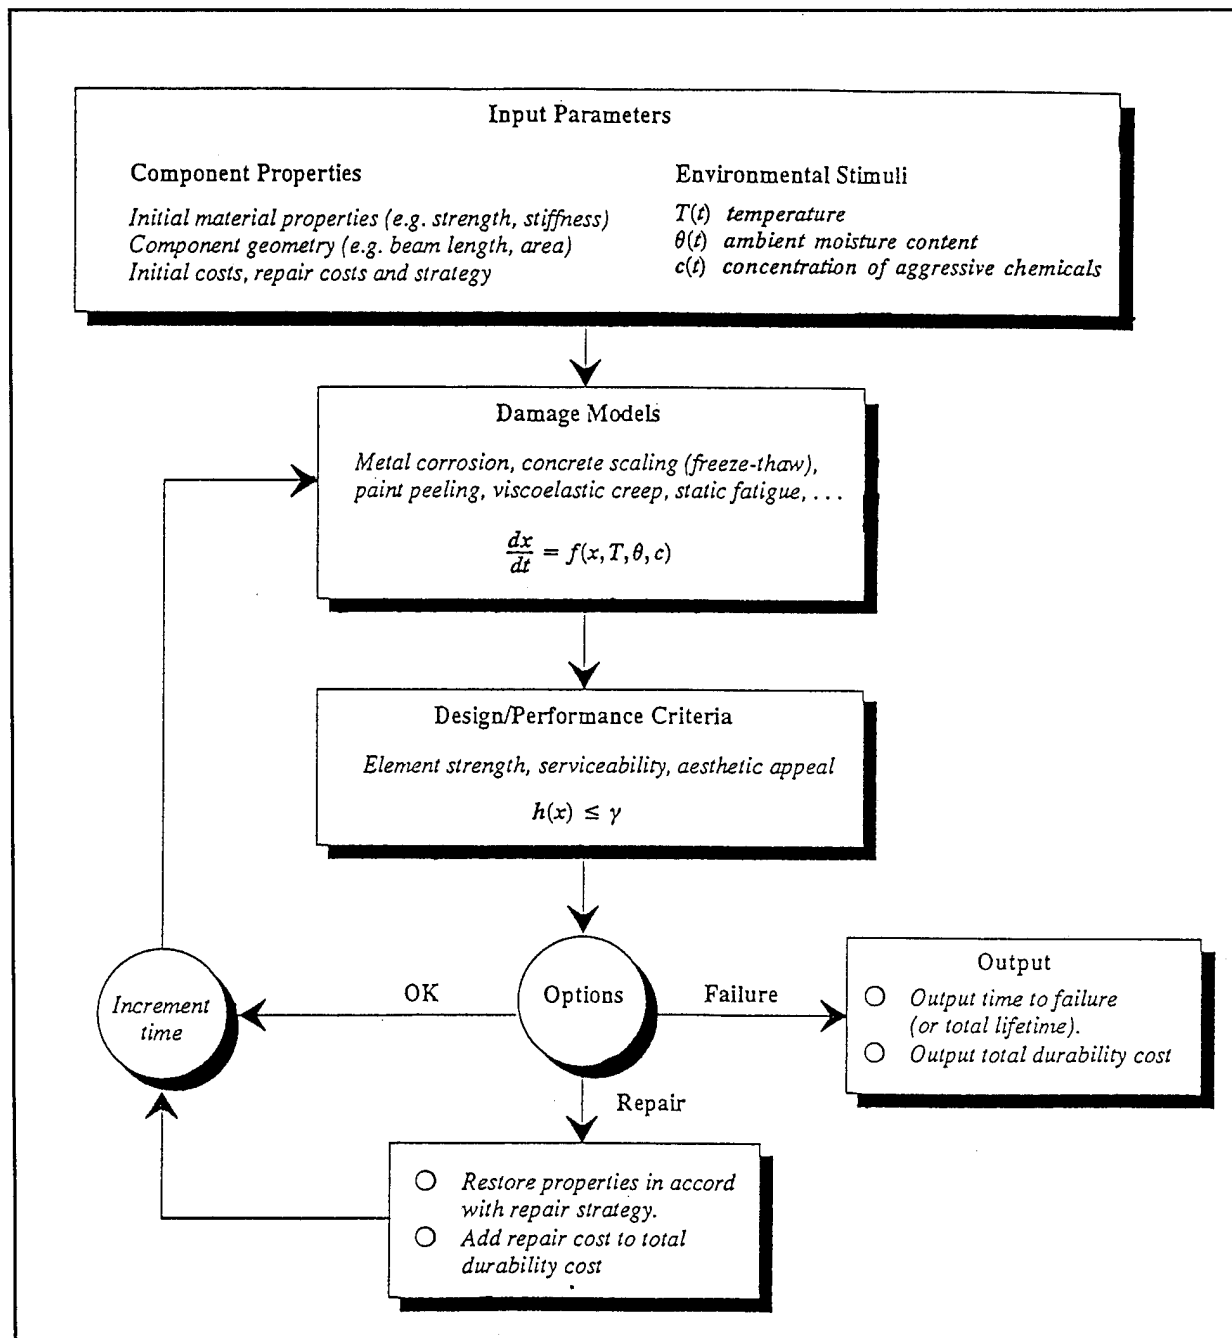 Input Parameters
Component Properties
Initial material properties (e.g. strength, stiffness)
Component geometry (e.g. beam length, area)
Initial costs, repair costs and strategy
Environmental Stimuli
T(t) temperature
θ(t) ambient moisture content
c(t) concentration of aggressive chemicals
Damage Models
Metal corrosion, concrete scaling (freeze-thaw),
paint peeling, viscoelastic creep, static fatigue, . . .
dx/dt = f(x, T, θ, c)
Design/Performance Criteria
Element strength, serviceability, aesthetic appeal
h(x) ≤ γ
Increment
time
OK
Options
Failure
Output
Output time to failure
(or total lifetime).
Output total durability cost
Repair
Restore properties in accord
with repair strategy.
Add repair cost to total
durability cost